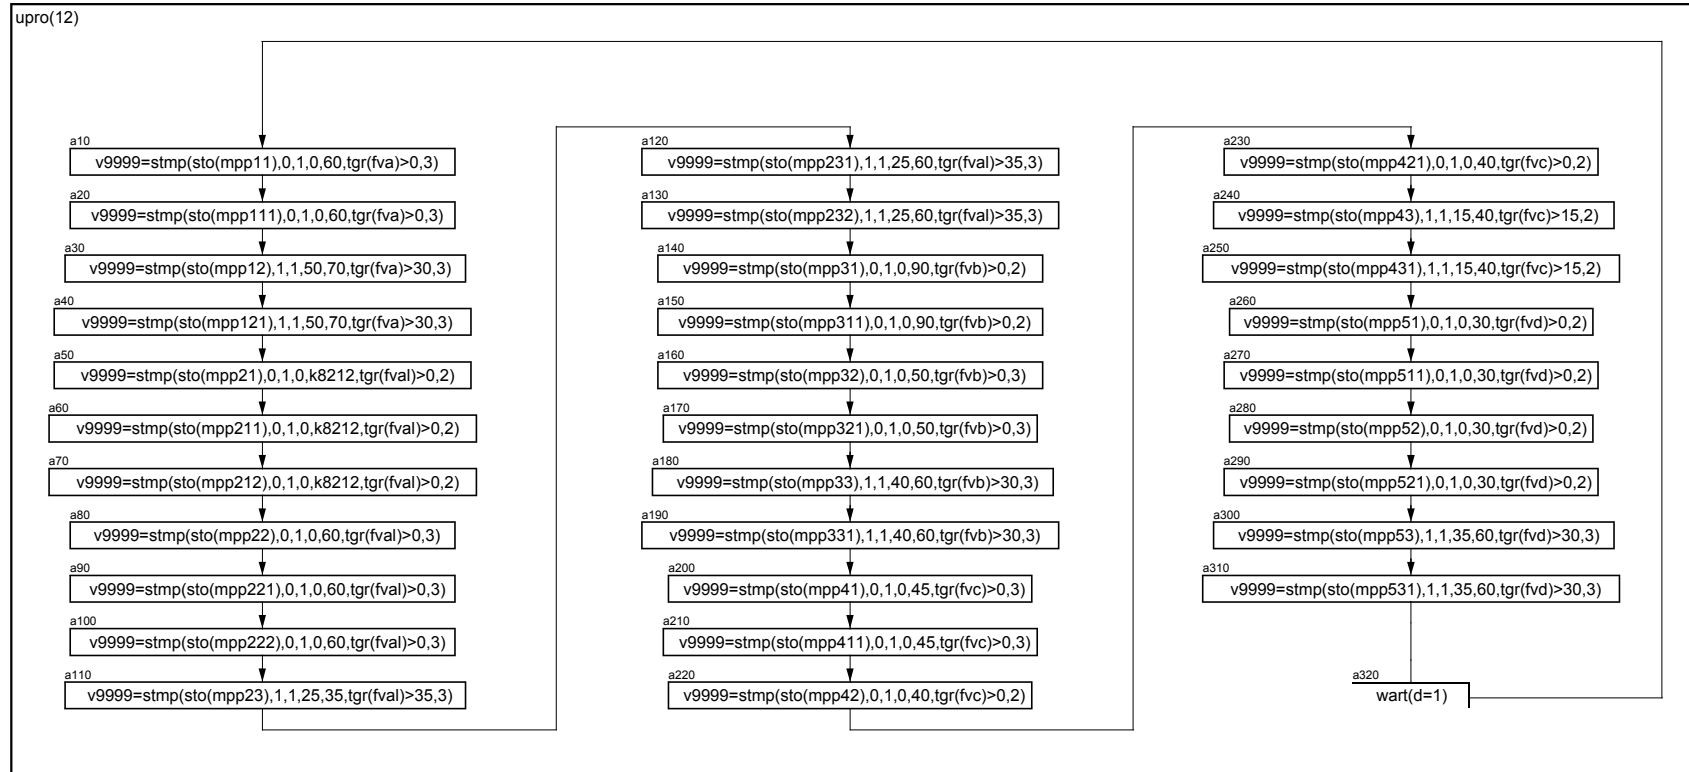 upro(12)
a10
v9999=stmp(sto(mpp11),0,1,0,60,tgr(fva)>0,3)
a20
v9999=stmp(sto(mpp111),0,1,0,60,tgr(fva)>0,3)
a30
v9999=stmp(sto(mpp12),1,1,50,70,tgr(fva)>30,3)
a40
v9999=stmp(sto(mpp121),1,1,50,70,tgr(fva)>30,3)
a50
v9999=stmp(sto(mpp21),0,1,0,k8212,tgr(fval)>0,2)
a60
v9999=stmp(sto(mpp211),0,1,0,k8212,tgr(fval)>0,2)
a70
v9999=stmp(sto(mpp212),0,1,0,k8212,tgr(fval)>0,2)
a80
v9999=stmp(sto(mpp22),0,1,0,60,tgr(fval)>0,3)
a90
v9999=stmp(sto(mpp221),0,1,0,60,tgr(fval)>0,3)
a100
v9999=stmp(sto(mpp222),0,1,0,60,tgr(fval)>0,3)
a110
v9999=stmp(sto(mpp23),1,1,25,35,tgr(fval)>35,3)
a120
v9999=stmp(sto(mpp231),1,1,25,60,tgr(fval)>35,3)
a130
v9999=stmp(sto(mpp232),1,1,25,60,tgr(fval)>35,3)
a140
v9999=stmp(sto(mpp31),0,1,0,90,tgr(fvb)>0,2)
a150
v9999=stmp(sto(mpp311),0,1,0,90,tgr(fvb)>0,2)
a160
v9999=stmp(sto(mpp32),0,1,0,50,tgr(fvb)>0,3)
a170
v9999=stmp(sto(mpp321),0,1,0,50,tgr(fvb)>0,3)
a180
v9999=stmp(sto(mpp33),1,1,40,60,tgr(fvb)>30,3)
a190
v9999=stmp(sto(mpp331),1,1,40,60,tgr(fvb)>30,3)
a200
v9999=stmp(sto(mpp41),0,1,0,45,tgr(fvc)>0,3)
a210
v9999=stmp(sto(mpp411),0,1,0,45,tgr(fvc)>0,3)
a220
v9999=stmp(sto(mpp42),0,1,0,40,tgr(fvc)>0,2)
a230
v9999=stmp(sto(mpp421),0,1,0,40,tgr(fvc)>0,2)
a240
v9999=stmp(sto(mpp43),1,1,15,40,tgr(fvc)>15,2)
a250
v9999=stmp(sto(mpp431),1,1,15,40,tgr(fvc)>15,2)
a260
v9999=stmp(sto(mpp51),0,1,0,30,tgr(fvd)>0,2)
a270
v9999=stmp(sto(mpp511),0,1,0,30,tgr(fvd)>0,2)
a280
v9999=stmp(sto(mpp52),0,1,0,30,tgr(fvd)>0,2)
a290
v9999=stmp(sto(mpp521),0,1,0,30,tgr(fvd)>0,2)
a300
v9999=stmp(sto(mpp53),1,1,35,60,tgr(fvd)>30,3)
a310
v9999=stmp(sto(mpp531),1,1,35,60,tgr(fvd)>30,3)
a320
wart(d=1)